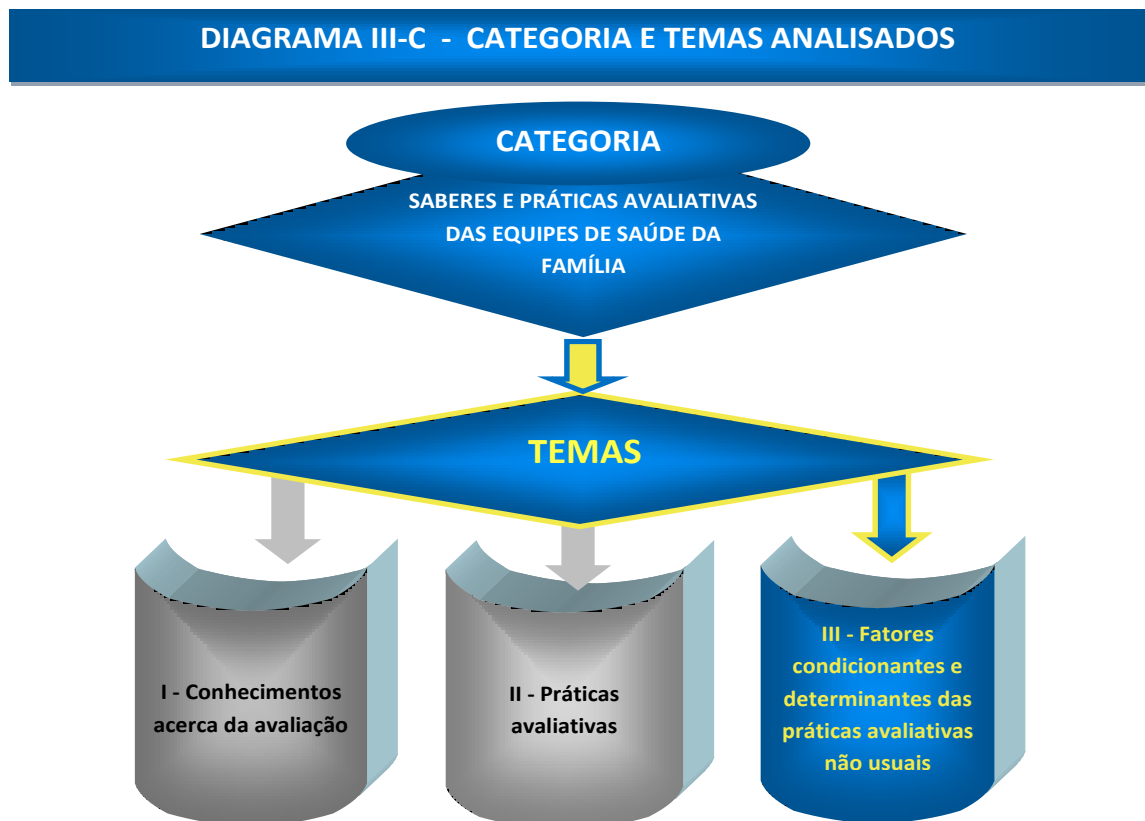 DIAGRAMA III-C - CATEGORIA E TEMAS ANALISADOS
CATEGORIA
SABERES E PRÁTICAS AVALIATIVAS
DAS EQUIPES DE SAÚDE DA
FAMÍLIA
TEMAS
I - Conhecimentos
acerca da avaliação
II - Práticas
avaliativas
III - Fatores
condicionantes e
determinantes das
práticas avaliativas
não usuais